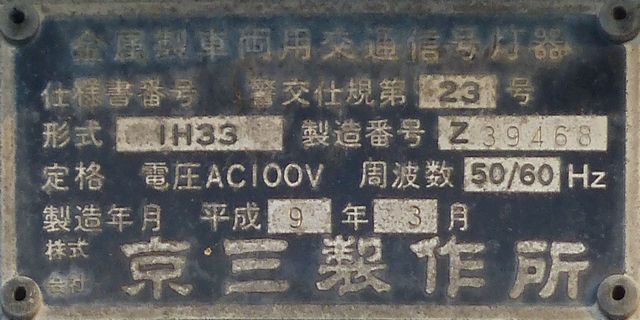 金属製車両用交通信号灯器
仕様書番号 警交仕規第 23 号
形式 1H33 製造番号 Z 39468
定格 電圧AC100V 周波数 50/60 Hz
製造年月 平成 9 年 3 月
株式会社 京三製作所